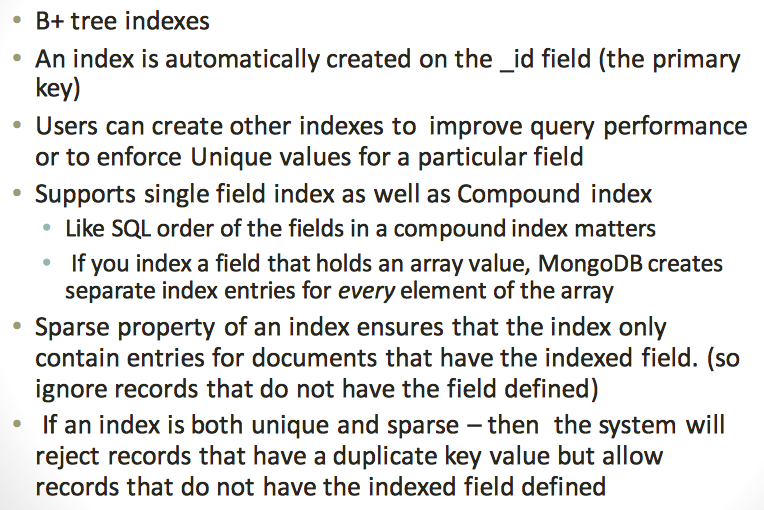 • B+ tree indexes
• An index is automatically created on the _id field (the primary
key)
• Users can create other indexes to improve query performance
or to enforce Unique values for a particular field
• Supports single field index as well as Compound index
• Like SQL order of the fields in a compound index matters
• If you index a field that holds an array value, MongoDB creates
separate index entries for every element of the array
• Sparse property of an index ensures that the index only
contain entries for documents that have the indexed field. (so
ignore records that do not have the field defined)
• If an index is both unique and sparse – then the system will
reject records that have a duplicate key value but allow
records that do not have the indexed field defined